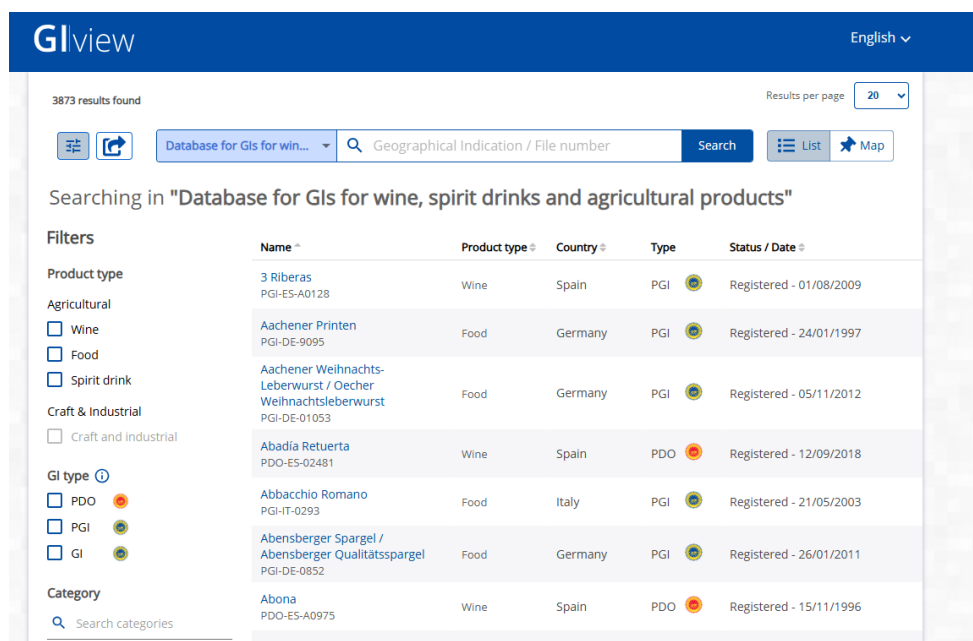 GIview
English
3873 results found
Results per page 20
Database for GIs for win...
Geographical Indication / File number
Search
List
Map
Searching in "Database for GIs for wine, spirit drinks and agricultural products"
Filters
Product type
Agricultural
Wine
Food
Spirit drink
Craft & Industrial
Craft and industrial
GI type
PDO
PGI
GI
Category
Search categories
Name Product type Country Type Status / Date
3 Riberas
PGI-ES-A0128
Wine Spain PGI Registered - 01/08/2009
Aachener Printen
PGI-DE-9095
Food Germany PGI Registered - 24/01/1997
Aachener Weihnachts-
Leberwurst / Oecher
Weihnachtsleberwurst
PGI-DE-01053
Food Germany PGI Registered - 05/11/2012
Abadía Retuerta
PDO-ES-02481
Wine Spain PDO Registered - 12/09/2018
Abbacchio Romano
PGI-IT-0293
Food Italy PGI Registered - 21/05/2003
Abensberger Spargel /
Abensberger Qualitätsspargel
PGI-DE-0852
Food Germany PGI Registered - 26/01/2011
Abona
PDO-ES-A0975
Wine Spain PDO Registered - 15/11/1996